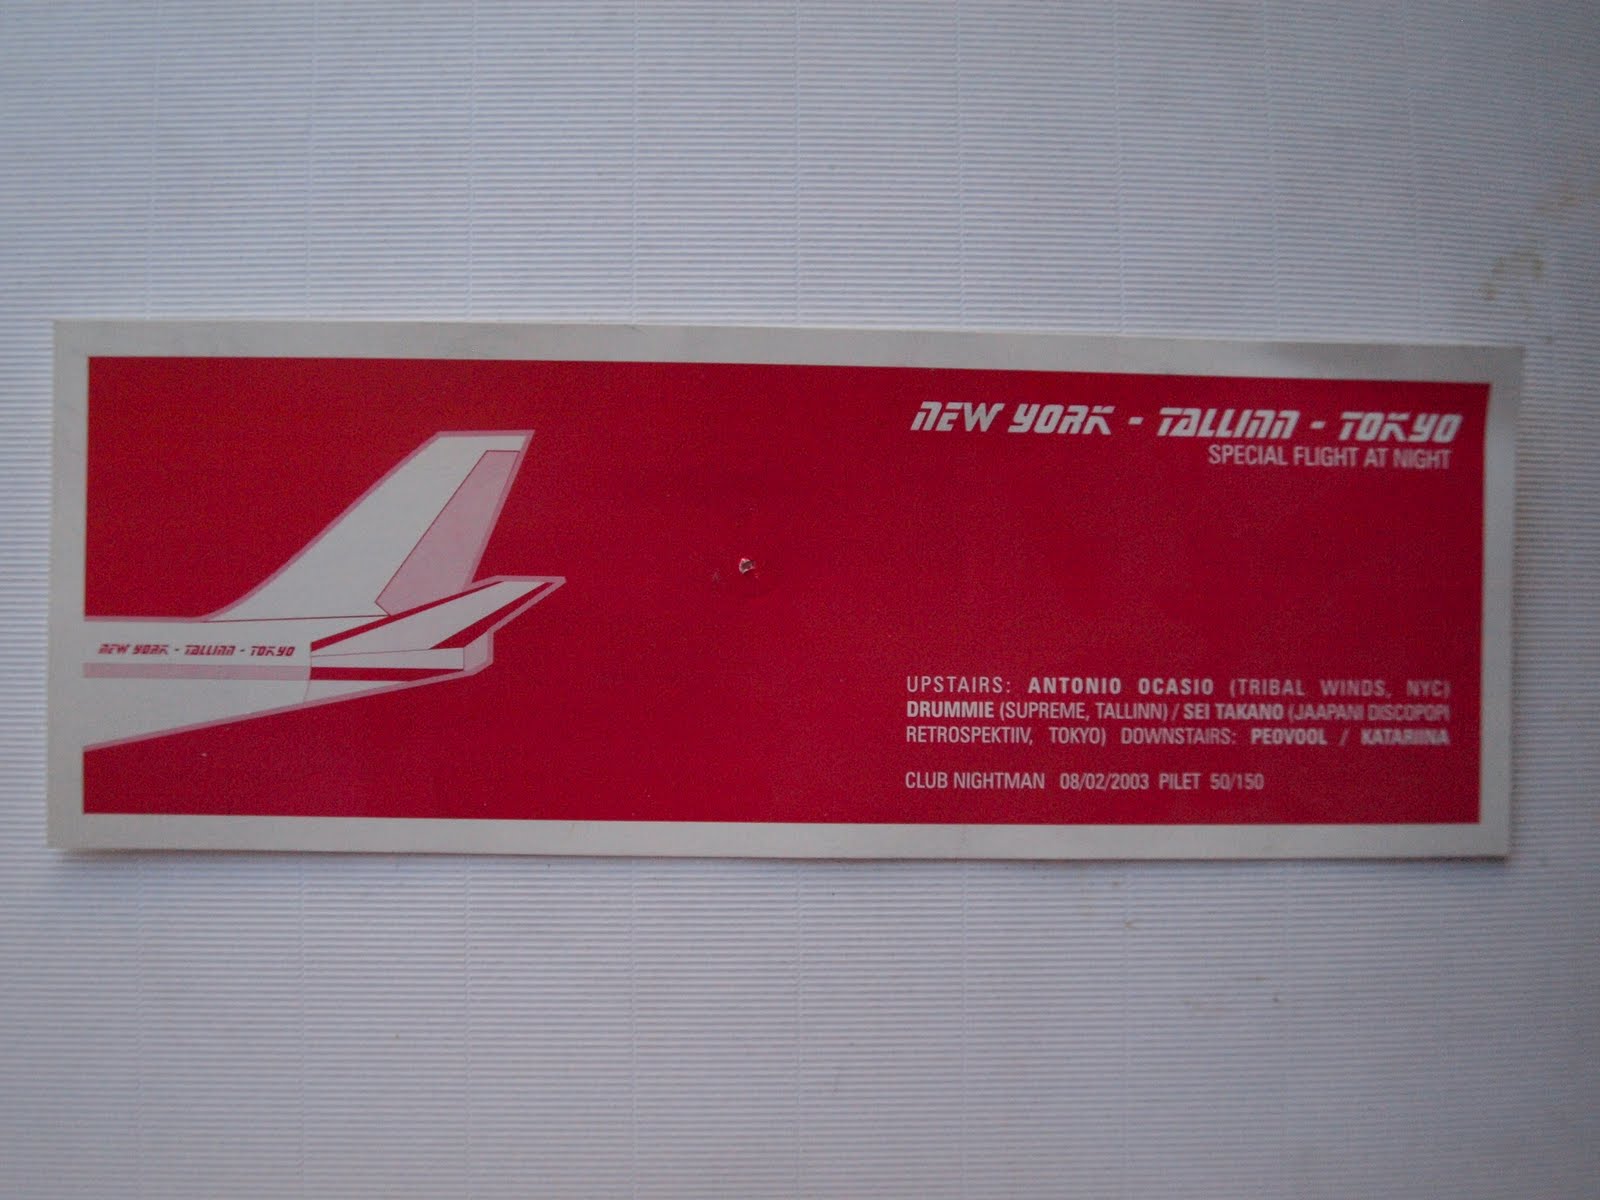 NEW YORK - TALLINN - TOKYO
SPECIAL FLIGHT AT NIGHT
NEW YORK - TALLINN - TOKYO
UPSTAIRS: ANTONIO OCASIO (TRIBAL WINDS, NYC)
DRUMMIE (SUPREME, TALLINN) / SEI TAKANO (JAAPANI DISCOPOPI
RETROSPEKTIIV, TOKYO) DOWNSTAIRS: PEOVOOL / KATARIINA
CLUB NIGHTMAN 08/02/2003 PILET 50/150